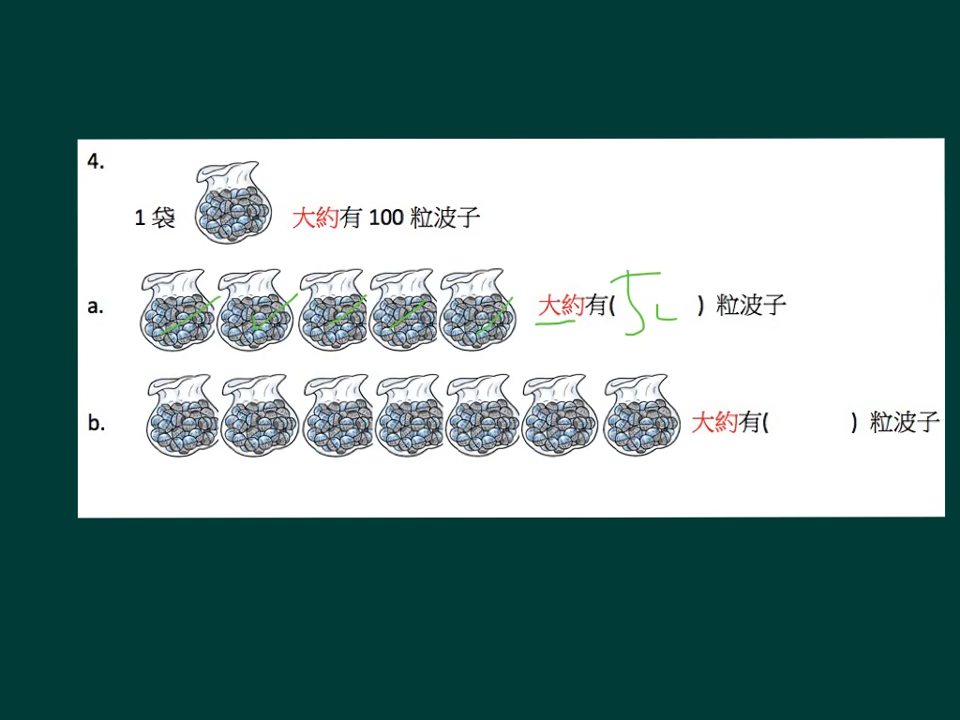 4.
1 袋 大約有 100 粒波子
a. 大約有( 5 ) 粒波子
b. 大約有( ) 粒波子